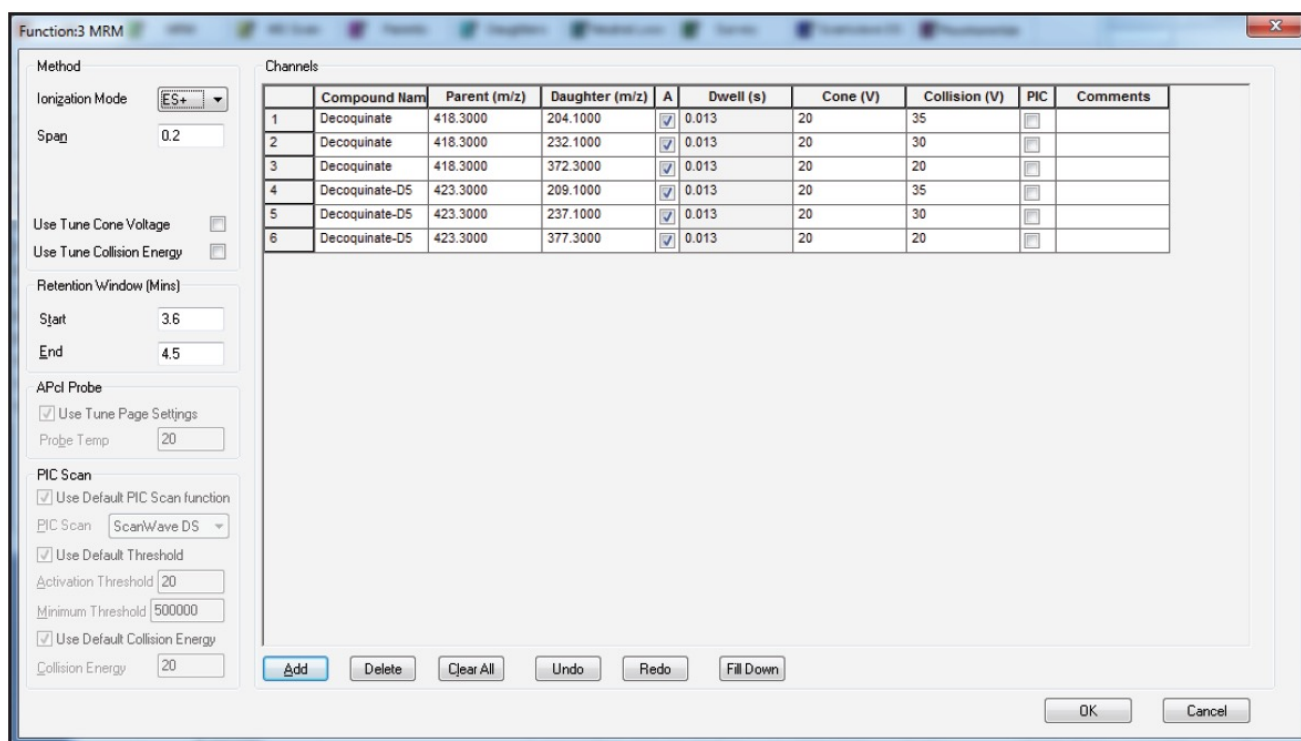 Function:3 MRM
Method
Ionization Mode ES+
Span 0.2
Use Tune Cone Voltage
Use Tune Collision Energy
Retention Window (Mins)
Start 3.6
End 4.5
APcI Probe
Use Tune Page Settings
Probe Temp 20
PIC Scan
Use Default PIC Scan function
PIC Scan ScanWave DS
Use Default Threshold
Activation Threshold 20
Minimum Threshold 500000
Use Default Collision Energy
Collision Energy 20
Channels
Compound Nam Parent (m/z) Daughter (m/z) A Dwell (s) Cone (V) Collision (V) PIC Comments
1 Decoquinate 418.3000 204.1000 0.013 20 35
2 Decoquinate 418.3000 232.1000 0.013 20 30
3 Decoquinate 418.3000 372.3000 0.013 20 20
4 Decoquinate-D5 423.3000 209.1000 0.013 20 35
5 Decoquinate-D5 423.3000 237.1000 0.013 20 30
6 Decoquinate-D5 423.3000 377.3000 0.013 20 20
Add Delete Clear All Undo Redo Fill Down
OK Cancel